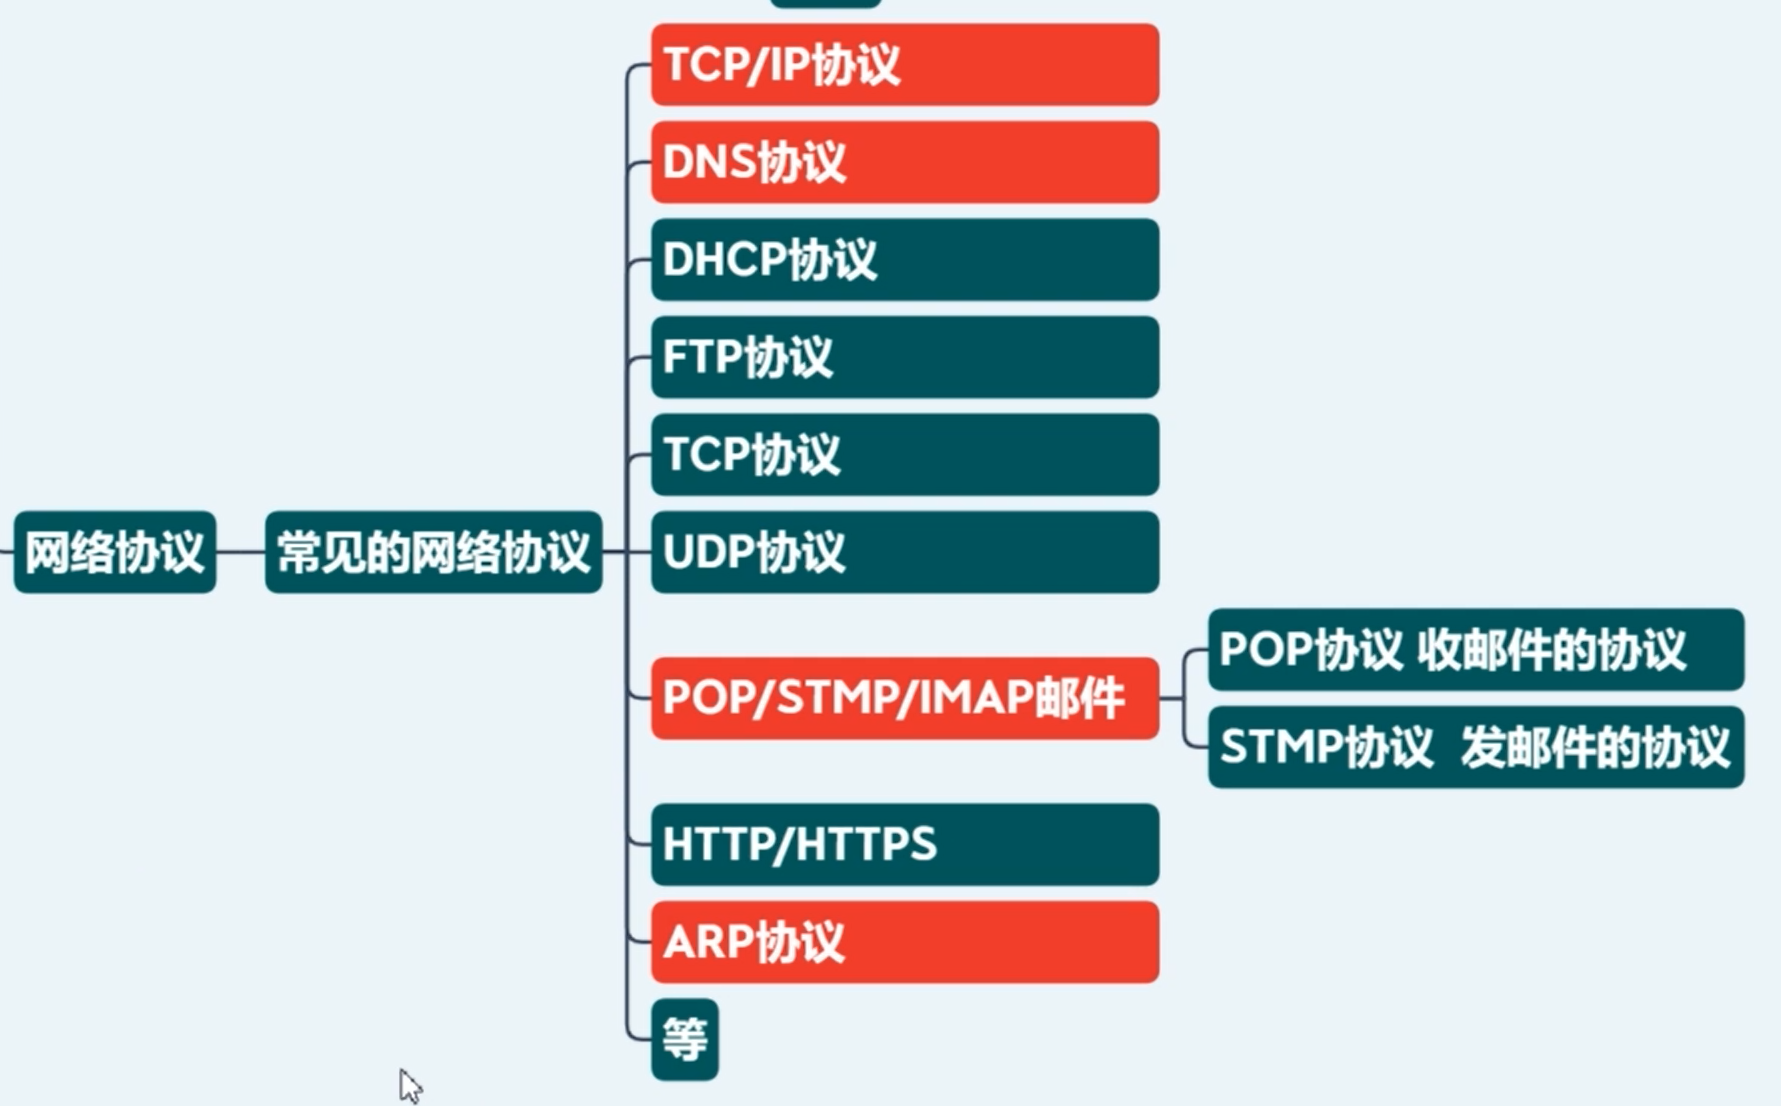 TCP/IP协议
DNS协议
DHCP协议
FTP协议
TCP协议
网络协议
常见的网络协议
UDP协议
POP/STMP/IMAP邮件
POP协议 收邮件的协议
STMP协议 发邮件的协议
HTTP/HTTPS
ARP协议
等